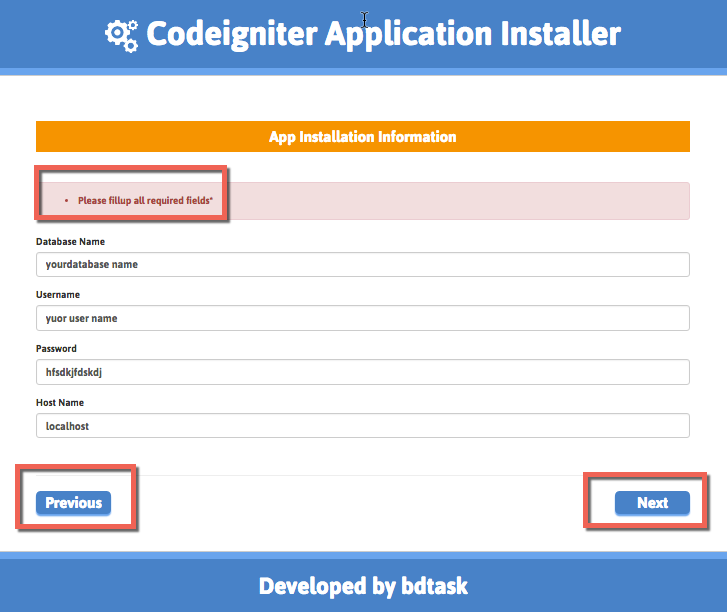 Codeigniter Application Installer
App Installation Information
• Please fillup all required fields*
Database Name
yourdatabase name
Username
yuor user name
Password
hfsdkjfdskdj
Host Name
localhost
Previous
Next
Developed by bdtask